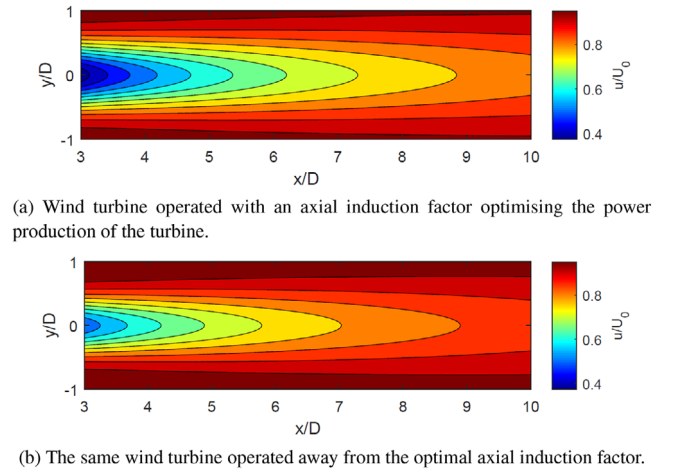 1
0
-1
y/D
3 4 5 6 7 8 9 10
x/D
0.8
0.6
0.4
u/U0
(a) Wind turbine operated with an axial induction factor optimising the power
production of the turbine.
1
0
-1
y/D
3 4 5 6 7 8 9 10
x/D
0.8
0.6
0.4
u/U0
(b) The same wind turbine operated away from the optimal axial induction factor.